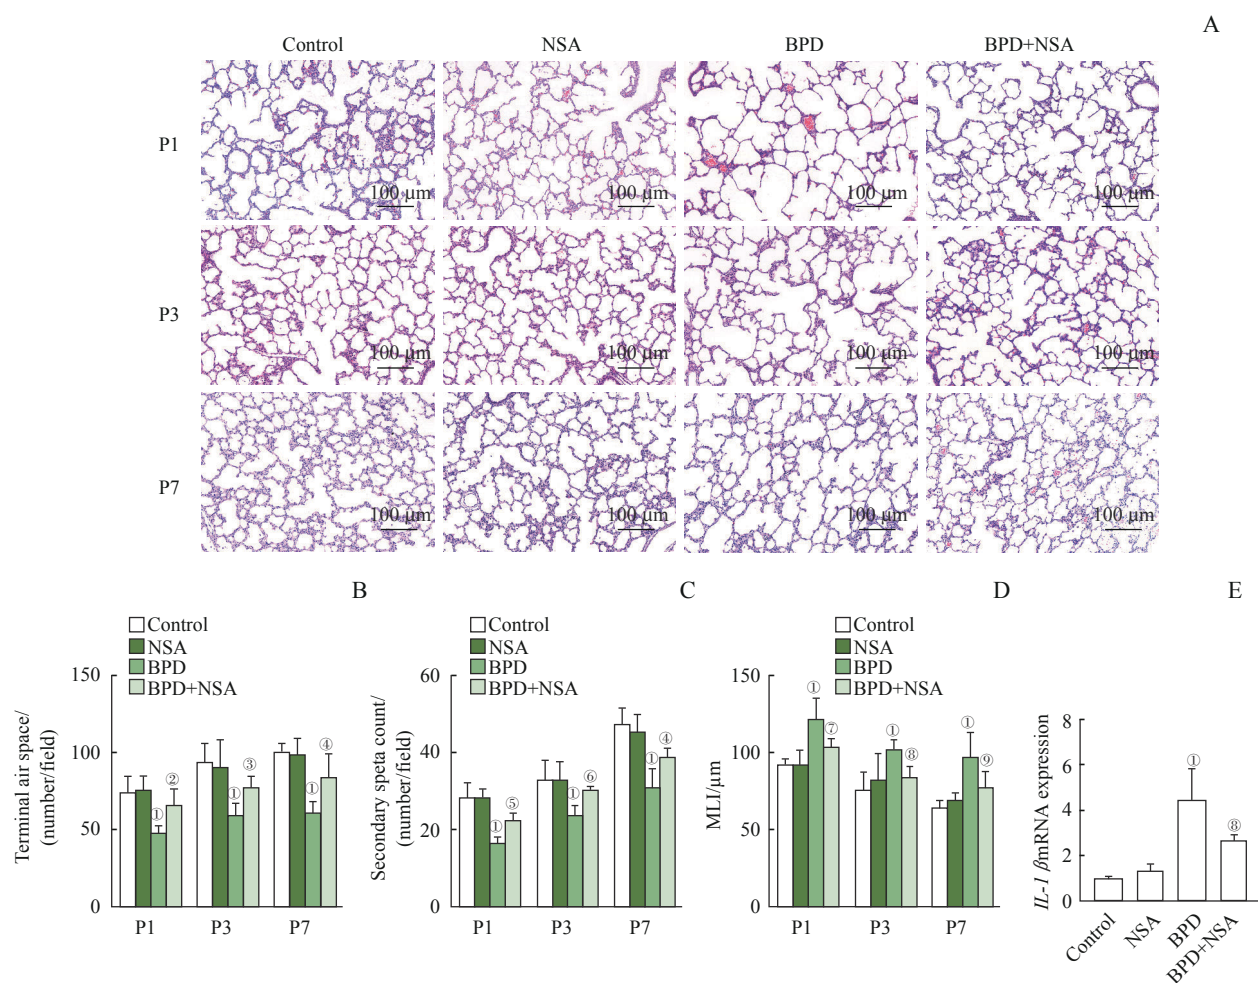 A
Control NSA BPD BPD+NSA
P1
100 μm 100 μm 100 μm 100 μm
P3
100 μm 100 μm 100 μm 100 μm
P7
100 μm 100 μm 100 μm 100 μm
B
Control
NSA
BPD
BPD+NSA
Terminal air space/
(number/field)
150
100
50
0
① ② ① ③ ① ④
P1 P3 P7
C
Control
NSA
BPD
BPD+NSA
Secondary speta count/
(number/field)
60
40
20
0
① ⑤ ① ⑥ ① ④
P1 P3 P7
D
Control
NSA
BPD
BPD+NSA
MLI/μm
150
100
50
0
① ⑦ ① ⑧ ① ⑨
P1 P3 P7
E
IL-1 βmRNA expression
8
6
4
2
0
① ⑧
Control NSA BPD BPD+NSA